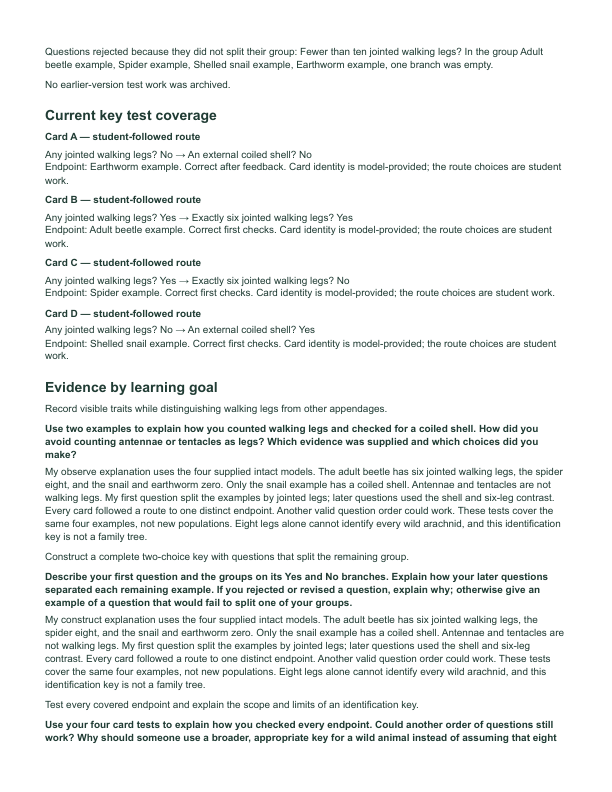 Questions rejected because they did not split their group: Fewer than ten jointed walking legs? In the group Adult
beetle example, Spider example, Shelled snail example, Earthworm example, one branch was empty.
No earlier-version test work was archived.
Current key test coverage
Card A — student-followed route
Any jointed walking legs? No → An external coiled shell? No
Endpoint: Earthworm example. Correct after feedback. Card identity is model-provided; the route choices are student
work.
Card B — student-followed route
Any jointed walking legs? Yes → Exactly six jointed walking legs? Yes
Endpoint: Adult beetle example. Correct first checks. Card identity is model-provided; the route choices are student
work.
Card C — student-followed route
Any jointed walking legs? Yes → Exactly six jointed walking legs? No
Endpoint: Spider example. Correct first checks. Card identity is model-provided; the route choices are student work.
Card D — student-followed route
Any jointed walking legs? No → An external coiled shell? Yes
Endpoint: Shelled snail example. Correct first checks. Card identity is model-provided; the route choices are student
work.
Evidence by learning goal
Record visible traits while distinguishing walking legs from other appendages.
Use two examples to explain how you counted walking legs and checked for a coiled shell. How did you
avoid counting antennae or tentacles as legs? Which evidence was supplied and which choices did you
make?
My observe explanation uses the four supplied intact models. The adult beetle has six jointed walking legs, the spider
eight, and the snail and earthworm zero. Only the snail example has a coiled shell. Antennae and tentacles are not
walking legs. My first question split the examples by jointed legs; later questions used the shell and six-leg contrast.
Every card followed a route to one distinct endpoint. Another valid question order could work. These tests cover the
same four examples, not new populations. Eight legs alone cannot identify every wild arachnid, and this identification
key is not a family tree.
Construct a complete two-choice key with questions that split the remaining group.
Describe your first question and the groups on its Yes and No branches. Explain how your later questions
separated each remaining example. If you rejected or revised a question, explain why; otherwise give an
example of a question that would fail to split one of your groups.
My construct explanation uses the four supplied intact models. The adult beetle has six jointed walking legs, the
spider eight, and the snail and earthworm zero. Only the snail example has a coiled shell. Antennae and tentacles are
not walking legs. My first question split the examples by jointed legs; later questions used the shell and six-leg
contrast. Every card followed a route to one distinct endpoint. Another valid question order could work. These tests
cover the same four examples, not new populations. Eight legs alone cannot identify every wild arachnid, and this
identification key is not a family tree.
Test every covered endpoint and explain the scope and limits of an identification key.
Use your four card tests to explain how you checked every endpoint. Could another order of questions still
work? Why should someone use a broader, appropriate key for a wild animal instead of assuming that eight